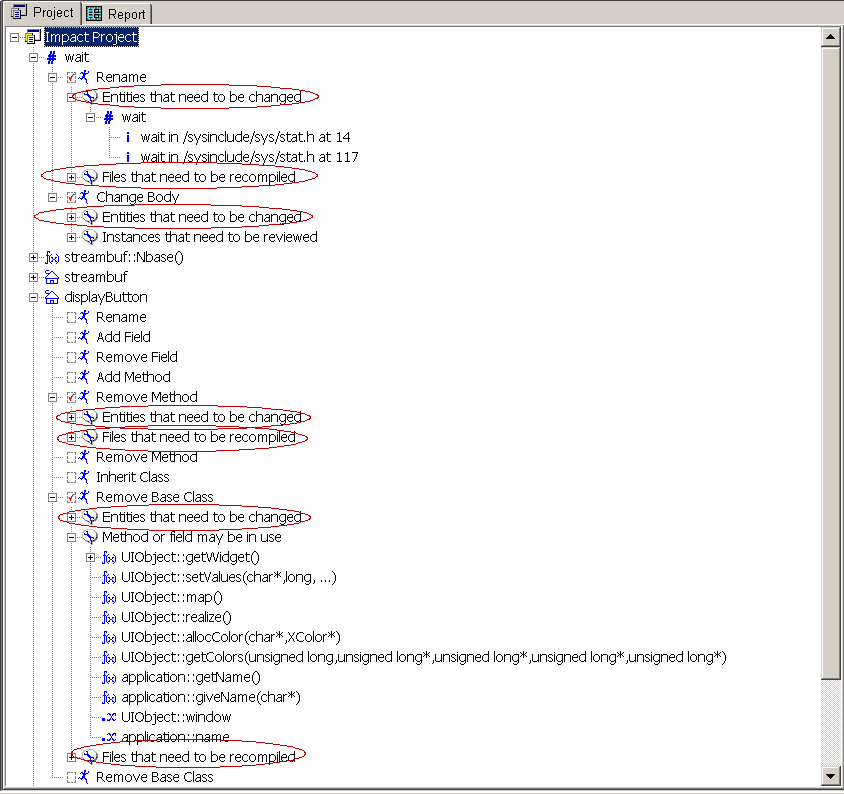 Project Report
Impact Project
# wait
Rename
Entities that need to be changed
# wait
i wait in /sysinclude/sys/stat.h at 14
i wait in /sysinclude/sys/stat.h at 117
Files that need to be recompiled
Change Body
Entities that need to be changed
Instances that need to be reviewed
f(x) streambuf::Nbase()
streambuf
displayButton
Rename
Add Field
Remove Field
Add Method
Remove Method
Entities that need to be changed
Files that need to be recompiled
Remove Method
Inherit Class
Remove Base Class
Entities that need to be changed
Method or field may be in use
f(x) UIObject::getWidget()
f(x) UIObject::setValues(char*,long, ...)
f(x) UIObject::map()
f(x) UIObject::realize()
f(x) UIObject::allocColor(char*,XColor*)
f(x) UIObject::getColors(unsigned long,unsigned long*,unsigned long*,unsigned long*,unsigned long*)
f(x) application::getName()
f(x) application::giveName(char*)
.x UIObject::window
.x application::name
Files that need to be recompiled
Remove Base Class